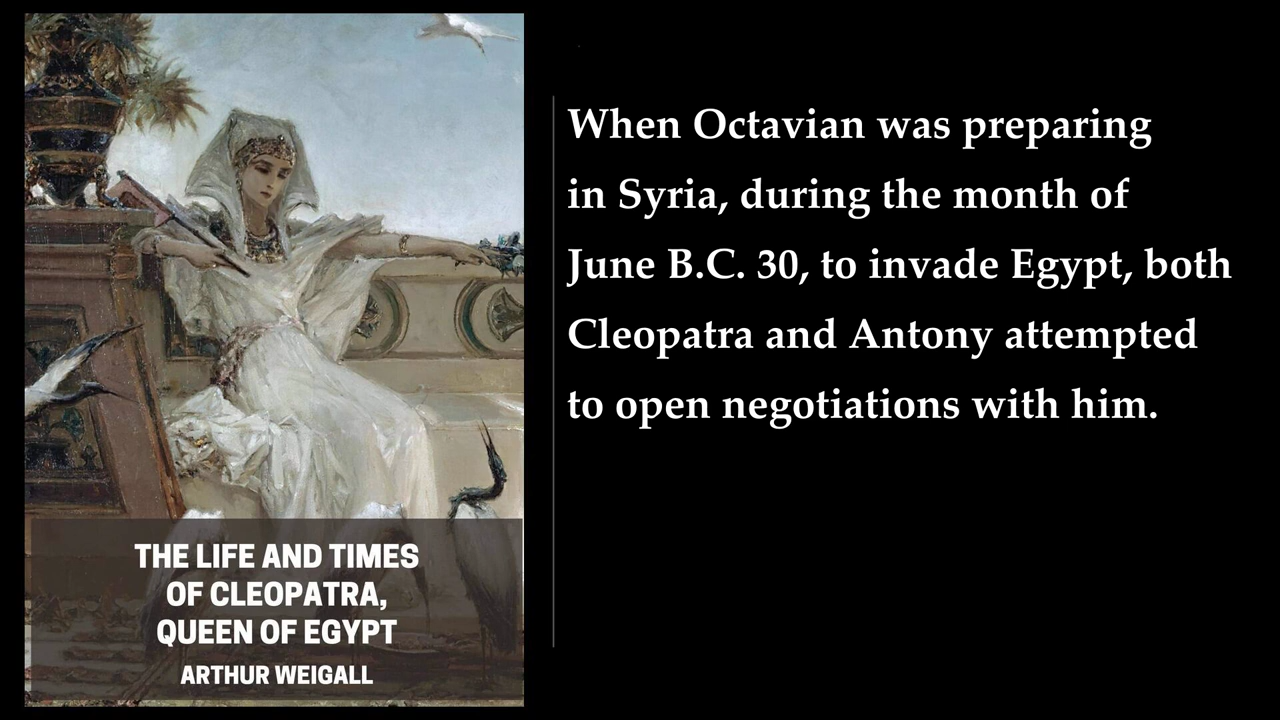 When Octavian was preparing
in Syria, during the month of
June B.C. 30, to invade Egypt, both
Cleopatra and Antony attempted
to open negotiations with him.
THE LIFE AND TIMES
OF CLEOPATRA,
QUEEN OF EGYPT
ARTHUR WEIGALL